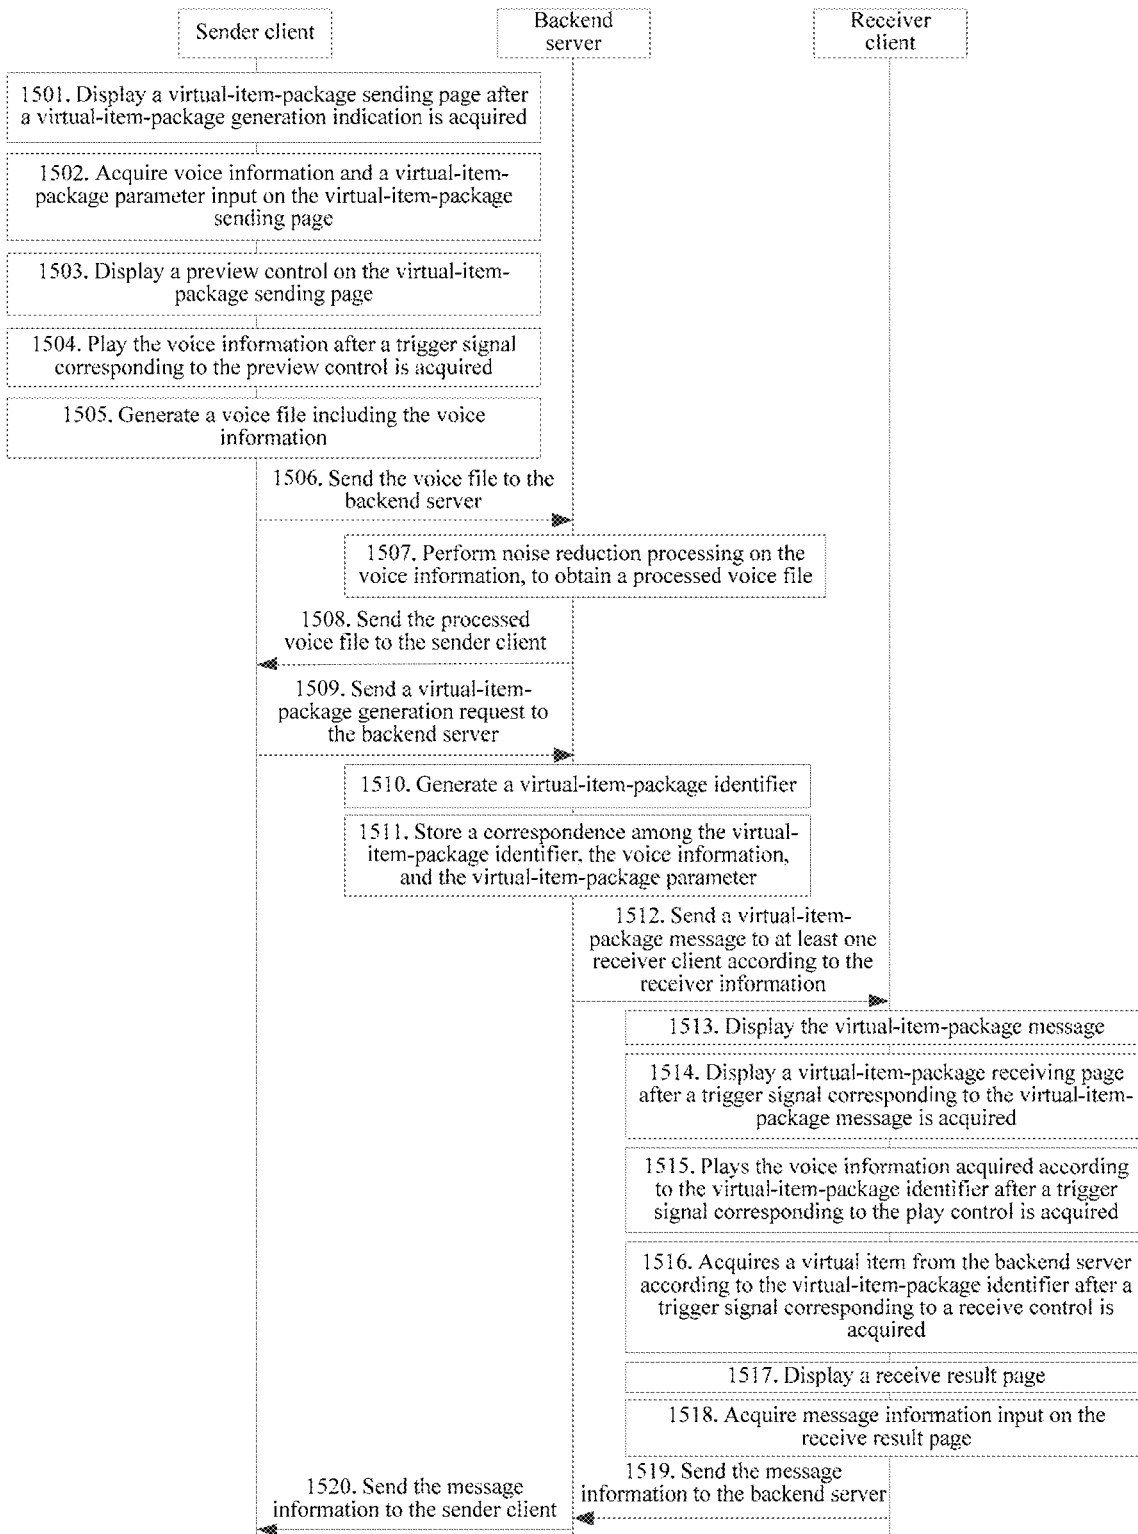 Sender client
Backend
server
Receiver
client
1501. Display a virtual-item-package sending page after
a virtual-item-package generation indication is acquired
1502. Acquire voice information and a virtual-item-
package parameter input on the virtual-item-package
sending page
1503. Display a preview control on the virtual-item-
package sending page
1504. Play the voice information after a trigger signal
corresponding to the preview control is acquired
1505. Generate a voice file including the voice
information
1506. Send the voice file to the
backend server
1507. Perform noise reduction processing on the
voice information, to obtain a processed voice file
1508. Send the processed
voice file to the sender client
1509. Send a virtual-item-
package generation request to
the backend server
1510. Generate a virtual-item-package identifier
1511. Store a correspondence among the virtual-
item-package identifier, the voice information,
and the virtual-item-package parameter
1512. Send a virtual-item-
package message to at least one
receiver client according to the
receiver information
1513. Display the virtual-item-package message
1514. Display a virtual-item-package receiving page
after a trigger signal corresponding to the virtual-item-
package message is acquired
1515. Plays the voice information acquired according
to the virtual-item-package identifier after a trigger
signal corresponding to the play control is acquired
1516. Acquires a virtual item from the backend server
according to the virtual-item-package identifier after a
trigger signal corresponding to a receive control is
acquired
1517. Display a receive result page
1518. Acquire message information input on the
receive result page
1519. Send the message
information to the backend server
1520. Send the message
information to the sender client